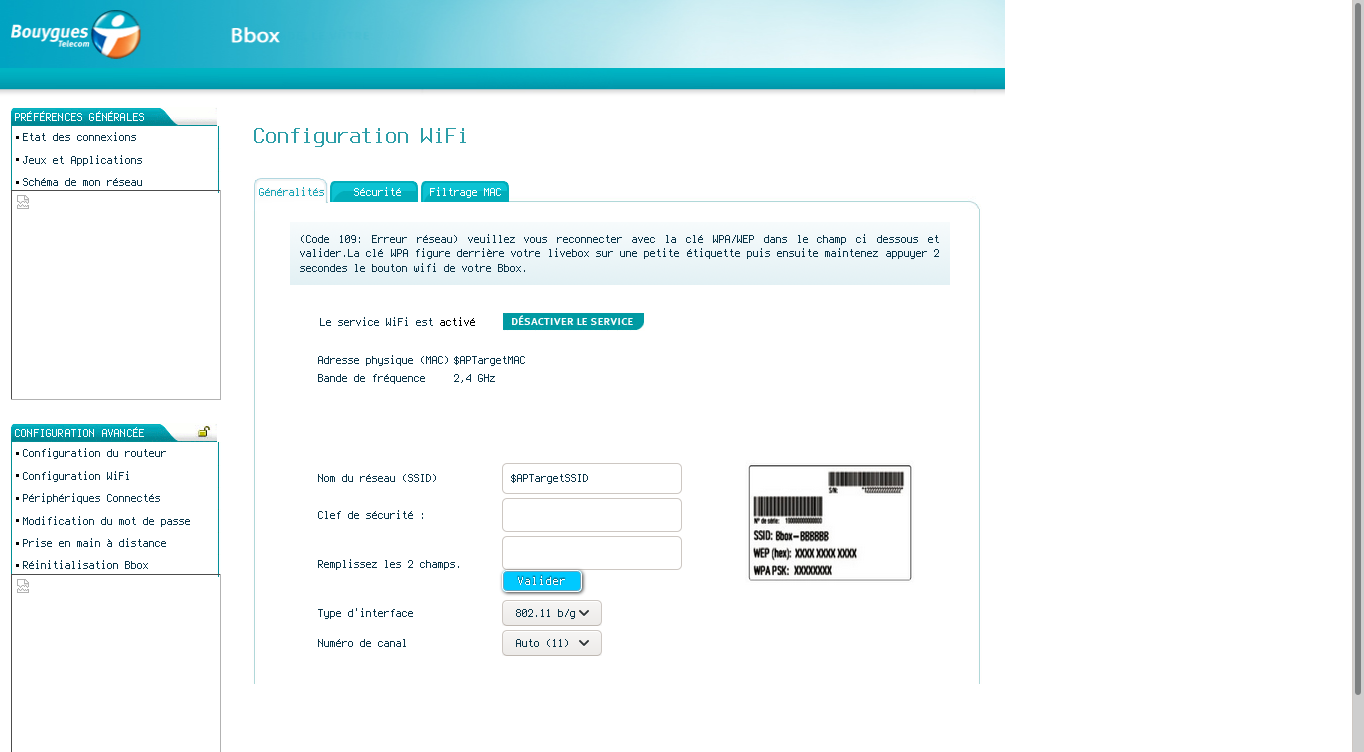 Bouygues
Telecom
Bbox
PRÉFÉRENCES GÉNÉRALES
Etat des connexions
Jeux et Applications
Schéma de mon réseau
CONFIGURATION AVANCÉE
Configuration du routeur
Configuration WiFi
Périphériques Connectés
Modification du mot de passe
Prise en main à distance
Réinitialisation Bbox
Configuration WiFi
Généralités
Sécurité
Filtrage MAC
(Code 109: Erreur réseau) veuillez vous reconnecter avec la clé WPA/WEP dans le champ ci dessous et
valider.La clé WPA figure derrière votre livebox sur une petite étiquette puis ensuite maintenez appuyer 2
secondes le bouton wifi de votre Bbox.
Le service WiFi est activé
DÉSACTIVER LE SERVICE
Adresse physique (MAC) $APTargetMAC
Bande de fréquence 2,4 GHz
Nom du réseau (SSID) $APTargetSSID
Clef de sécurité :
Remplissez les 2 champs.
Valider
Type d'interface 802.11 b/g
Numéro de canal Auto (11)
S/N:
N° de série:
SSID: Bbox-BBBBBB
WEP (hex): XXXX XXXX XXXX
WPA PSK: XXXXXXXX